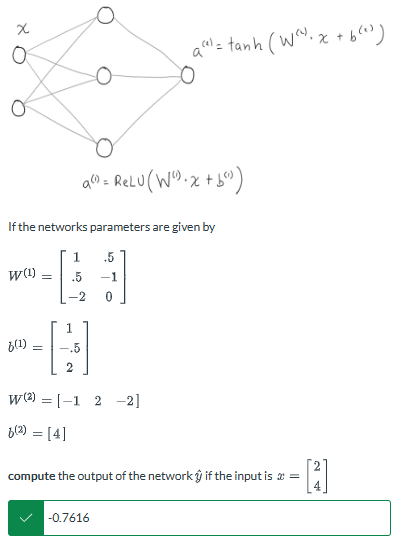 x
a⁽²⁾ = tanh (W⁽²⁾ · x + b⁽²⁾)
a⁽¹⁾ = ReLU (W⁽¹⁾ · x + b⁽¹⁾)
If the networks parameters are given by
W⁽¹⁾ = [1 .5
.5 −1
−2 0]
b⁽¹⁾ = [1
−.5
2]
W⁽²⁾ = [−1 2 −2]
b⁽²⁾ = [4]
compute the output of the network ŷ if the input is x = [2
4]
-0.7616